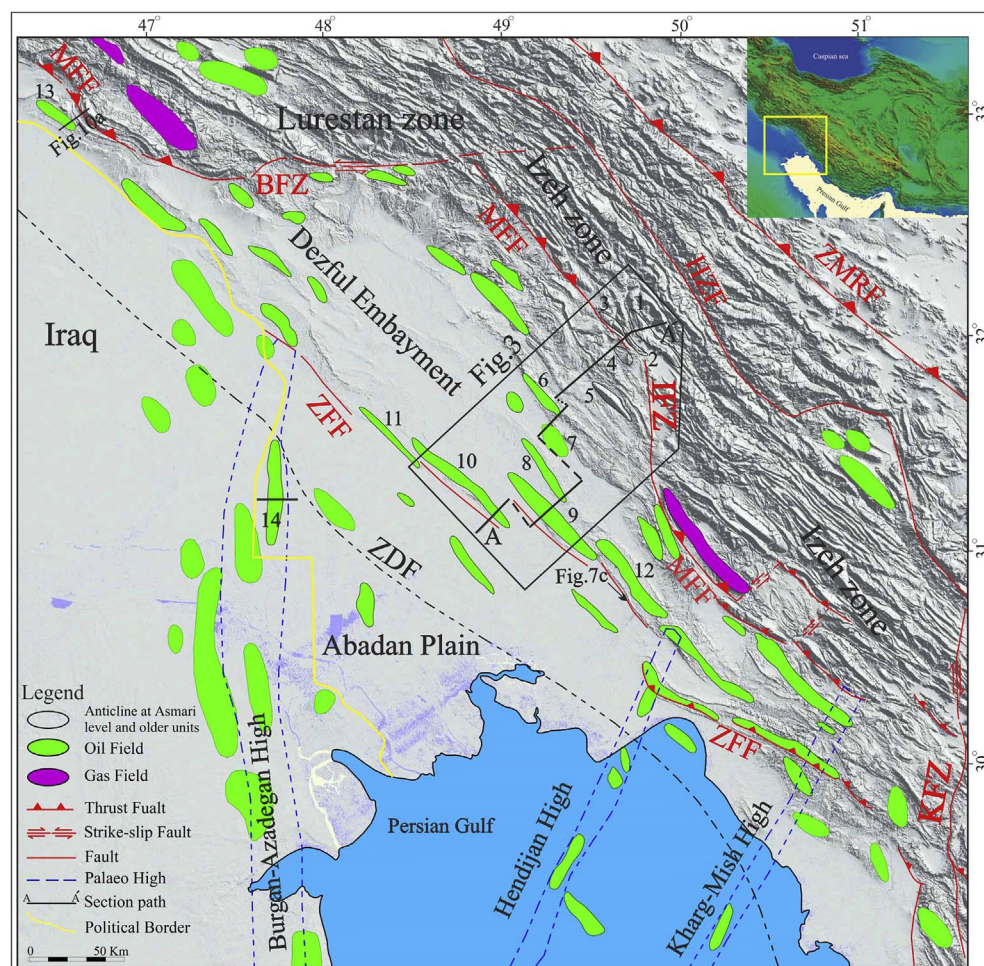 47°
48°
49°
50°
51°
33°
32°
31°
30°
Caspian sea
Persian Gulf
MFF
13
Fig.10a
Lurestan zone
BFZ
Izeh zone
MFF
HZF
ZMRF
Dezful Embayment
Iraq
Fig.3
3
1
Á
2
4
5
6
IZHF
ZFF
11
10
8
7
9
A
14
ZDF
Fig.7c
12
MFF
Izeh zone
Abadan Plain
ZFF
KFZ
Persian Gulf
Burgan-Azadegan High
Hendijan High
Kharg-Mish High
Legend
Anticline at Asmari
level and older units
Oil Field
Gas Field
Thrust Fualt
Strike-slip Fault
Fault
Palaeo High
A Á
Section path
Political Border
0 50 Km